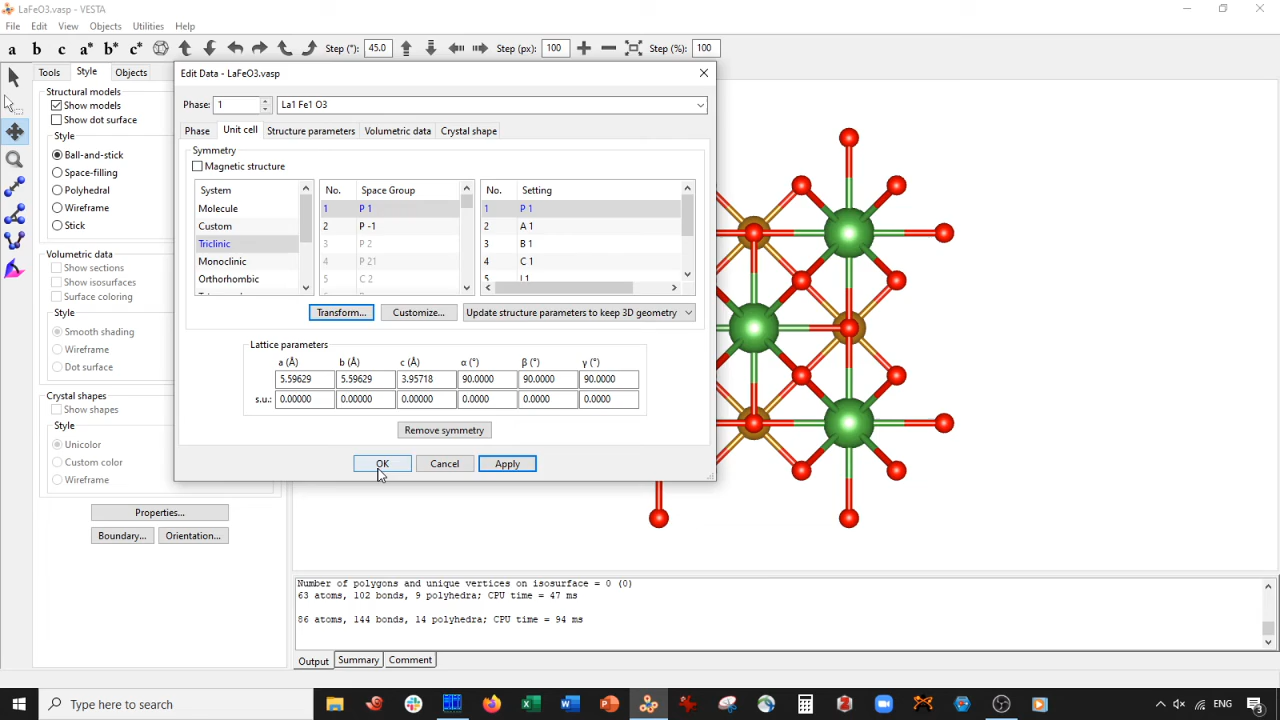 LaFeO3.vasp - VESTA
File Edit View Objects Utilities Help
a b c a* b* c* Step (°): 45.0 Step (px): 100 Step (%): 100
Tools Style Objects
Structural models
Show models
Show dot surface
Style
Ball-and-stick
Space-filling
Polyhedral
Wireframe
Stick
Volumetric data
Show sections
Show isosurfaces
Surface coloring
Style
Smooth shading
Wireframe
Dot surface
Crystal shapes
Show shapes
Style
Unicolor
Custom color
Wireframe
Properties...
Boundary... Orientation...
Edit Data - LaFeO3.vasp
Phase: 1 La1 Fe1 O3
Phase Unit cell Structure parameters Volumetric data Crystal shape
Symmetry
Magnetic structure
System No. Space Group No. Setting
Molecule 1 P 1 1 P 1
Custom 2 P -1 2 A 1
Triclinic 3 P 2 3 B 1
Monoclinic 4 P 21 4 C 1
Orthorhombic 5 C 2 5 I 1
Transform... Customize... Update structure parameters to keep 3D geometry
Lattice parameters
a (Å) b (Å) c (Å) α (°) β (°) γ (°)
5.59629 5.59629 3.95718 90.0000 90.0000 90.0000
s.u.: 0.00000 0.00000 0.00000 0.0000 0.0000 0.0000
Remove symmetry
OK Cancel Apply
Number of polygons and unique vertices on isosurface = 0 (0)
63 atoms, 102 bonds, 9 polyhedra; CPU time = 47 ms
86 atoms, 144 bonds, 14 polyhedra; CPU time = 94 ms
Output Summary Comment
Type here to search
ENG
3